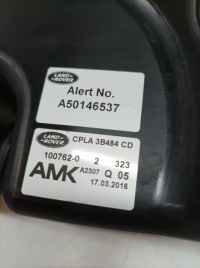 LAND-
ROVER
Alert No.
A50146537
LAND-
ROVER
CPLA 3B484 CD
100762-0 2 323
AMK A2307 Q 05
17.03.2016